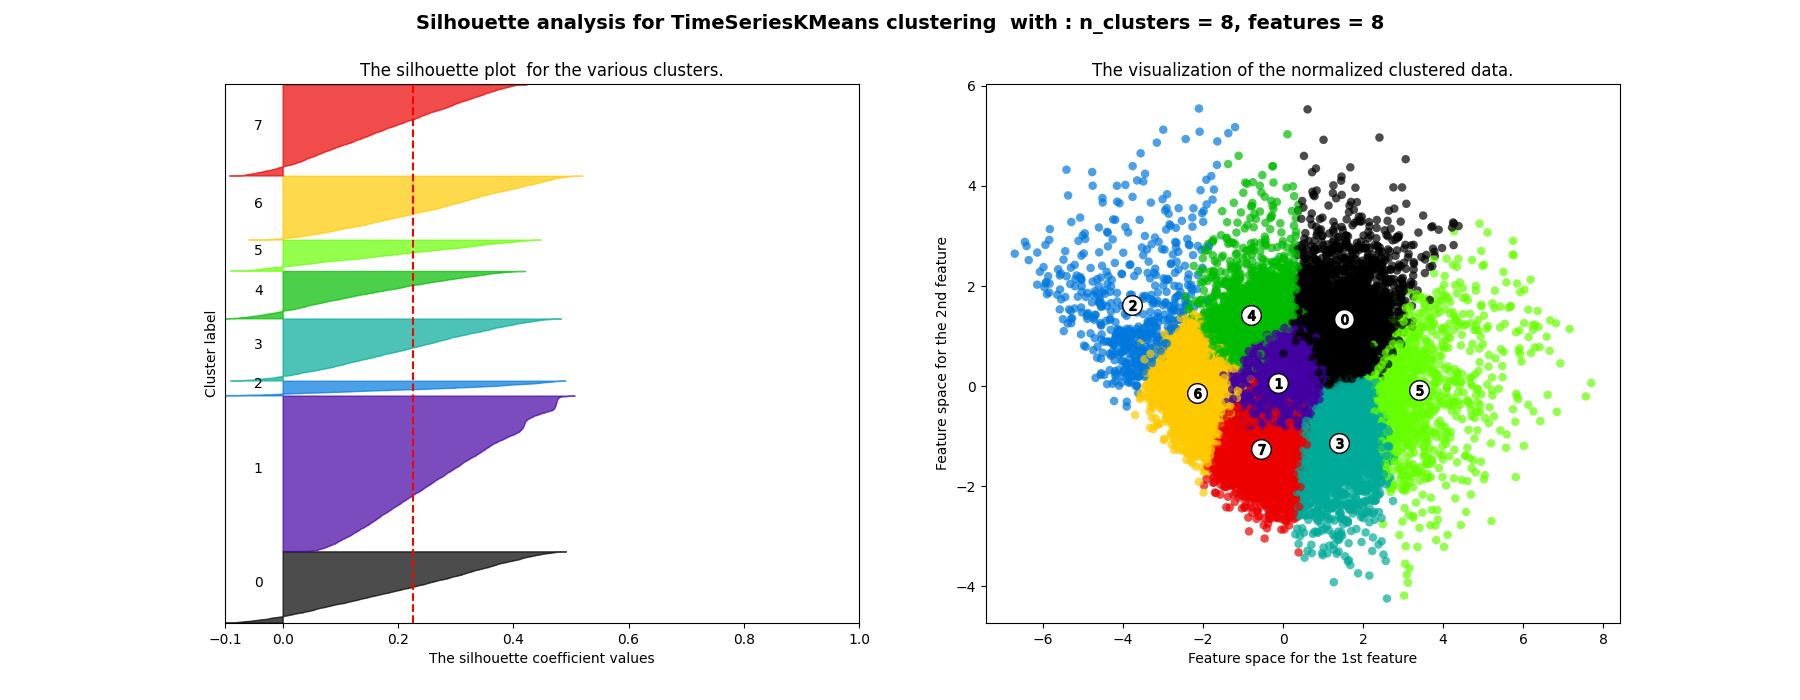 Silhouette analysis for TimeSeriesKMeans clustering  with : n_clusters = 8, features = 8
The silhouette plot  for the various clusters.
Cluster label
7
6
5
4
3
2
1
0
−0.1 0.0 0.2 0.4 0.6 0.8 1.0
The silhouette coefficient values
The visualization of the normalized clustered data.
Feature space for the 2nd feature
6
4
2
0
−2
−4
2
4
0
1
6
5
3
7
−6 −4 −2 0 2 4 6 8
Feature space for the 1st feature